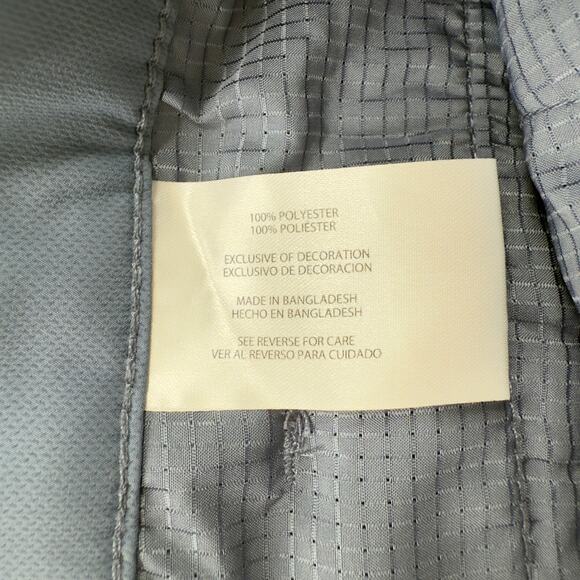 100% POLYESTER
100% POLIÉSTER
EXCLUSIVE OF DECORATION
EXCLUSIVO DE DECORACION
MADE IN BANGLADESH
HECHO EN BANGLADESH
SEE REVERSE FOR CARE
VER AL REVERSO PARA CUIDADO